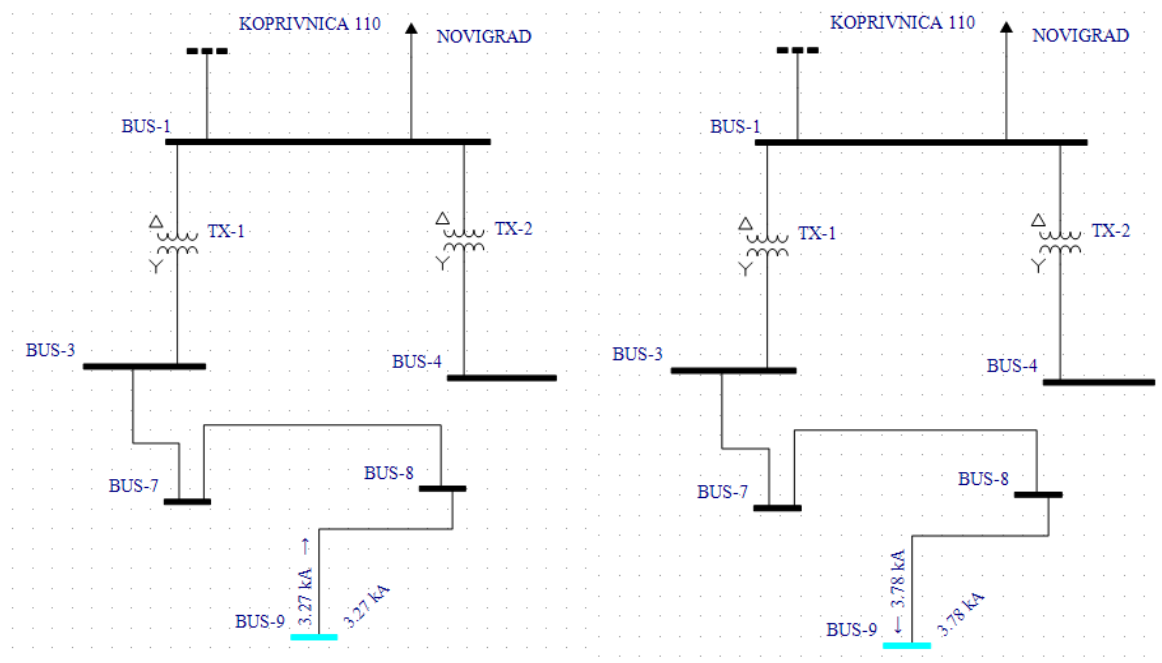 KOPRIVNICA 110
NOVIGRAD
BUS-1
TX-1
TX-2
BUS-3
BUS-4
BUS-7
BUS-8
3.27 kA →
3.27 kA
BUS-9
KOPRIVNICA 110
NOVIGRAD
BUS-1
TX-1
TX-2
BUS-3
BUS-4
BUS-7
BUS-8
← 3.78 kA
3.78 kA
BUS-9